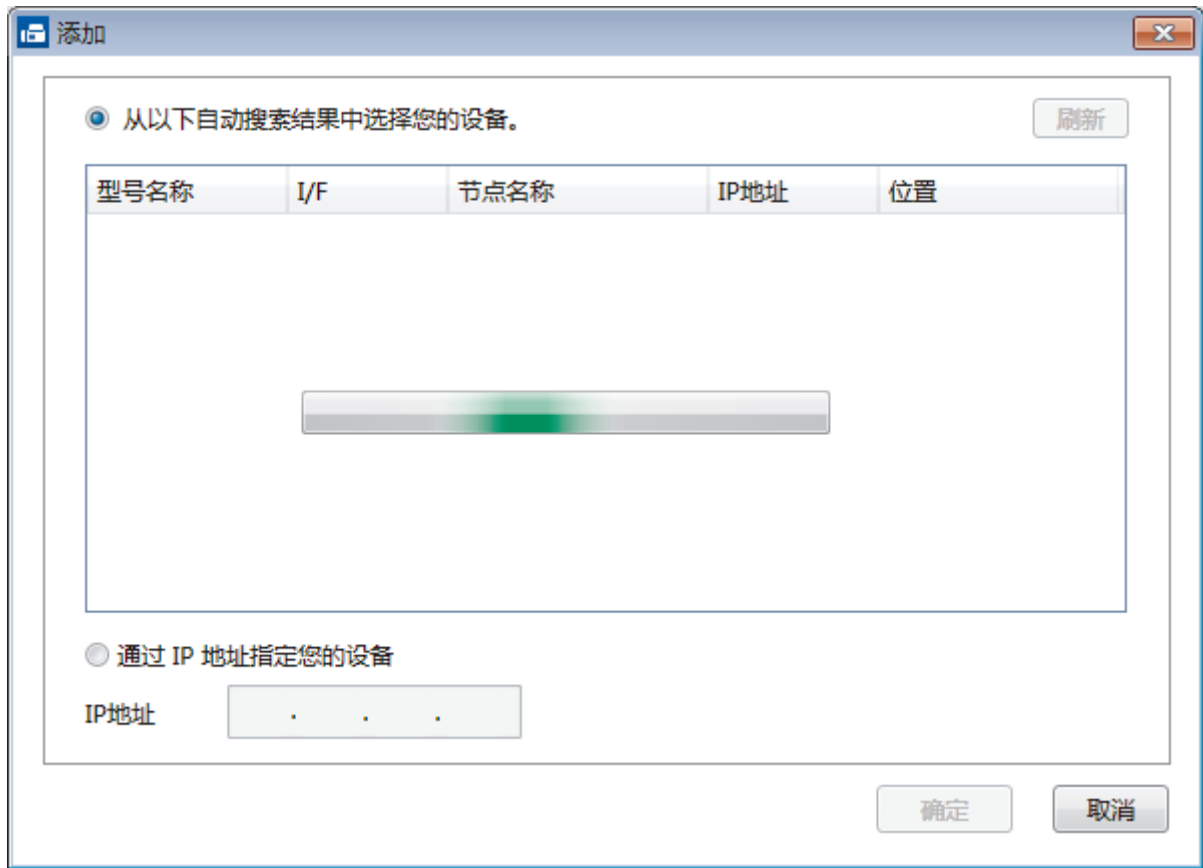 添加
从以下自动搜索结果中选择您的设备。 刷新
型号名称 I/F 节点名称 IP地址 位置
通过 IP 地址指定您的设备
IP地址 . . .
确定 取消